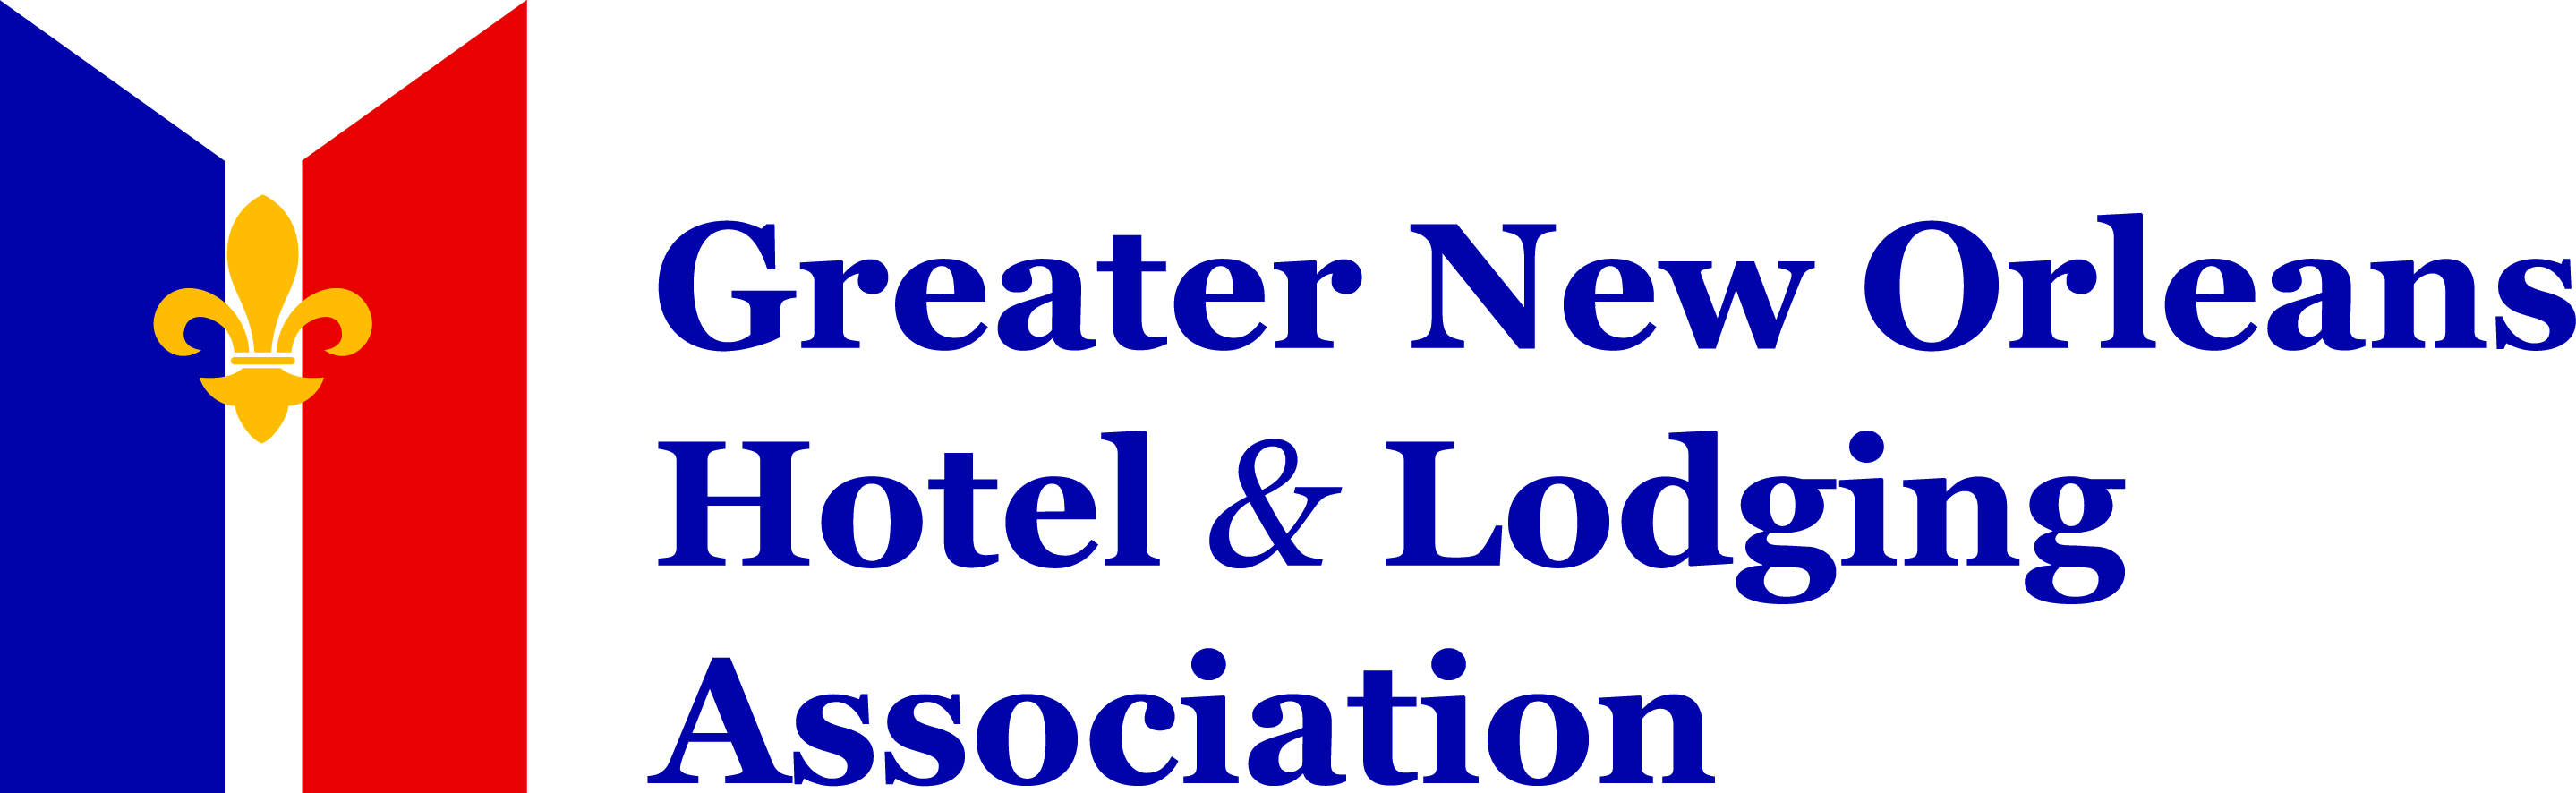 Greater New Orleans
Hotel & Lodging
Association